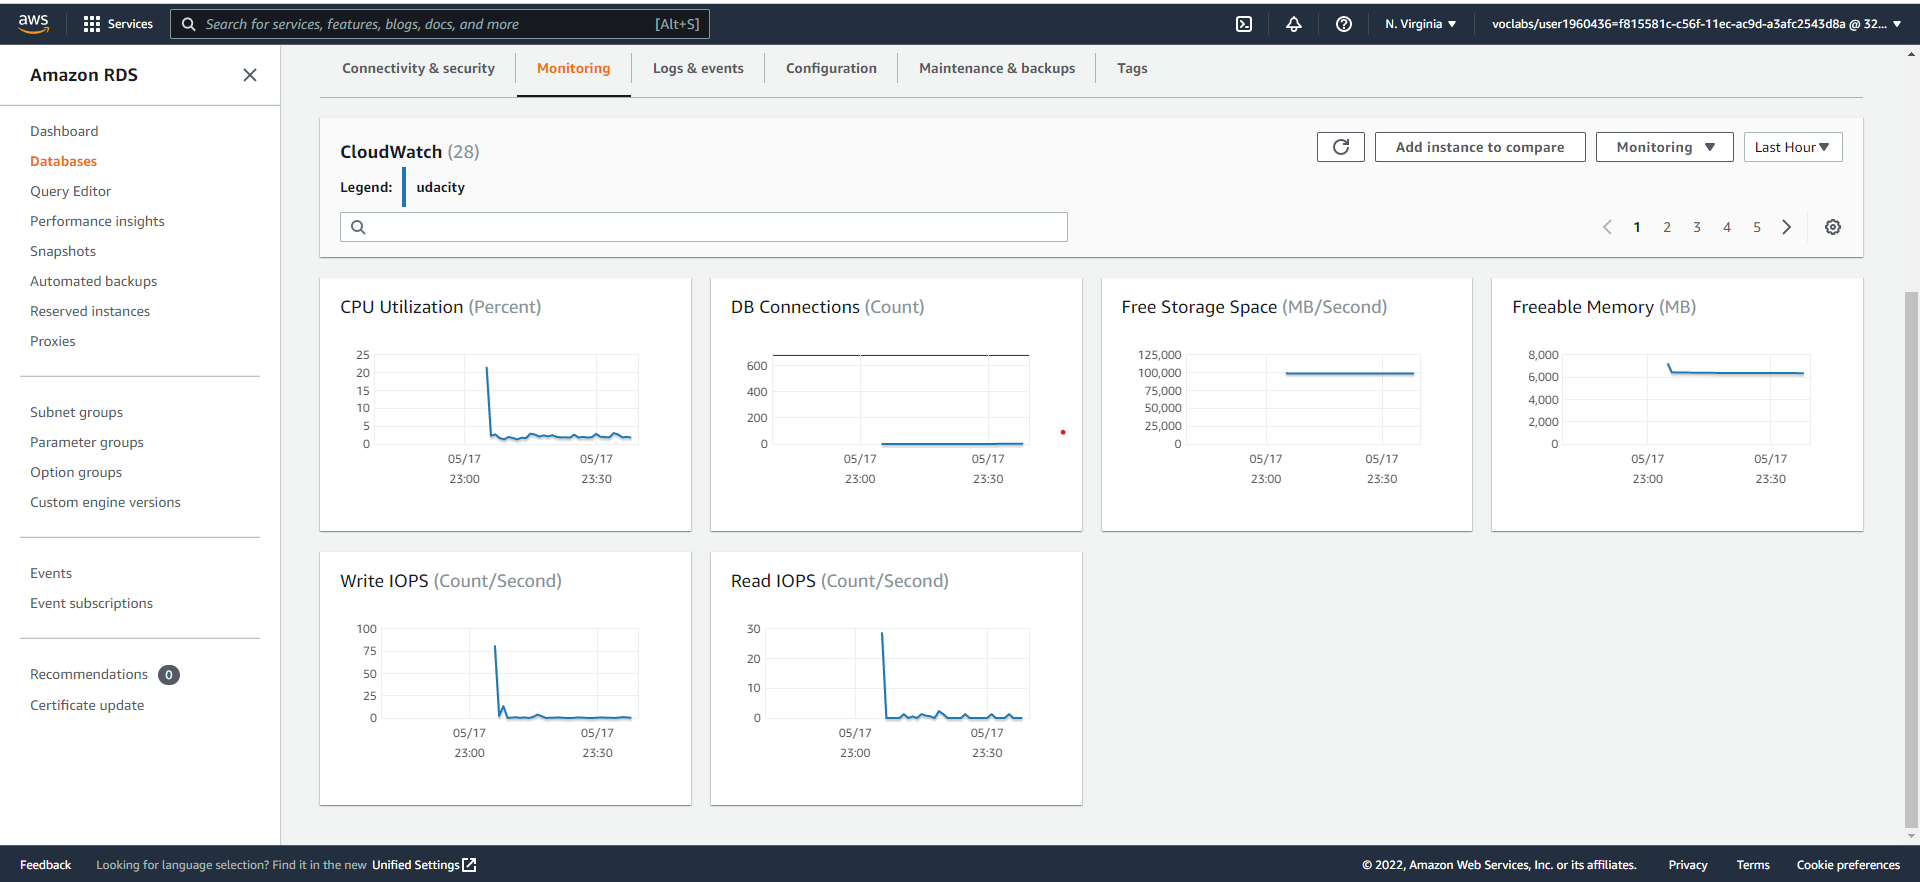 aws Services Search for services, features, blogs, docs, and more [Alt+S] N. Virginia voclabs/user1960436=f815581c-c56f-11ec-ac9d-a3afc2543d8a @ 32...
Amazon RDS
Dashboard
Databases
Query Editor
Performance insights
Snapshots
Automated backups
Reserved instances
Proxies
Subnet groups
Parameter groups
Option groups
Custom engine versions
Events
Event subscriptions
Recommendations 0
Certificate update
Connectivity & security Monitoring Logs & events Configuration Maintenance & backups Tags
CloudWatch (28) Add instance to compare Monitoring Last Hour
Legend: udacity
1 2 3 4 5
CPU Utilization (Percent)
25
20
15
10
5
0
05/17 05/17
23:00 23:30
DB Connections (Count)
600
400
200
0
05/17 05/17
23:00 23:30
Free Storage Space (MB/Second)
125,000
100,000
75,000
50,000
25,000
0
05/17 05/17
23:00 23:30
Freeable Memory (MB)
8,000
6,000
4,000
2,000
0
05/17 05/17
23:00 23:30
Write IOPS (Count/Second)
100
75
50
25
0
05/17 05/17
23:00 23:30
Read IOPS (Count/Second)
30
20
10
0
05/17 05/17
23:00 23:30
Feedback Looking for language selection? Find it in the new Unified Settings © 2022, Amazon Web Services, Inc. or its affiliates. Privacy Terms Cookie preferences